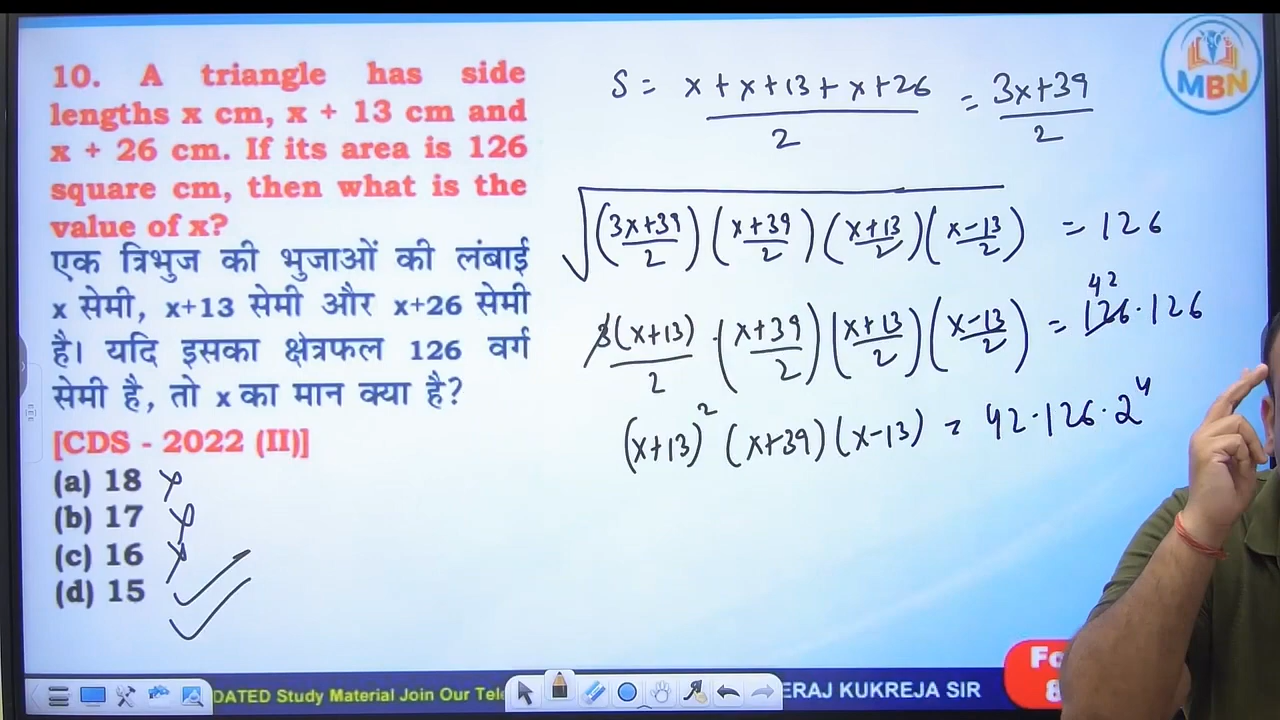 10. A triangle has side
lengths x cm, x + 13 cm and
x + 26 cm. If its area is 126
square cm, then what is the
value of x?
एक त्रिभुज की भुजाओं की लंबाई
x सेमी, x+13 सेमी और x+26 सेमी
है। यदि इसका क्षेत्रफल 126 वर्ग
सेमी है, तो x का मान क्या है?
[CDS - 2022 (II)]
(a) 18
(b) 17
(c) 16
(d) 15
S = x + x+13 + x+26 / 2 = 3x+39 / 2
√(3x+39/2)(x+39/2)(x+13/2)(x-13/2) = 126
42
3(x+13)/2 · (x+39/2)(x+13/2)(x-13/2) = 126·126
(x+13)² (x+39)(x-13) = 42·126·2⁴
MBN
DATED Study Material Join Our Tele
ERAJ KUKREJA SIR
Fo
8